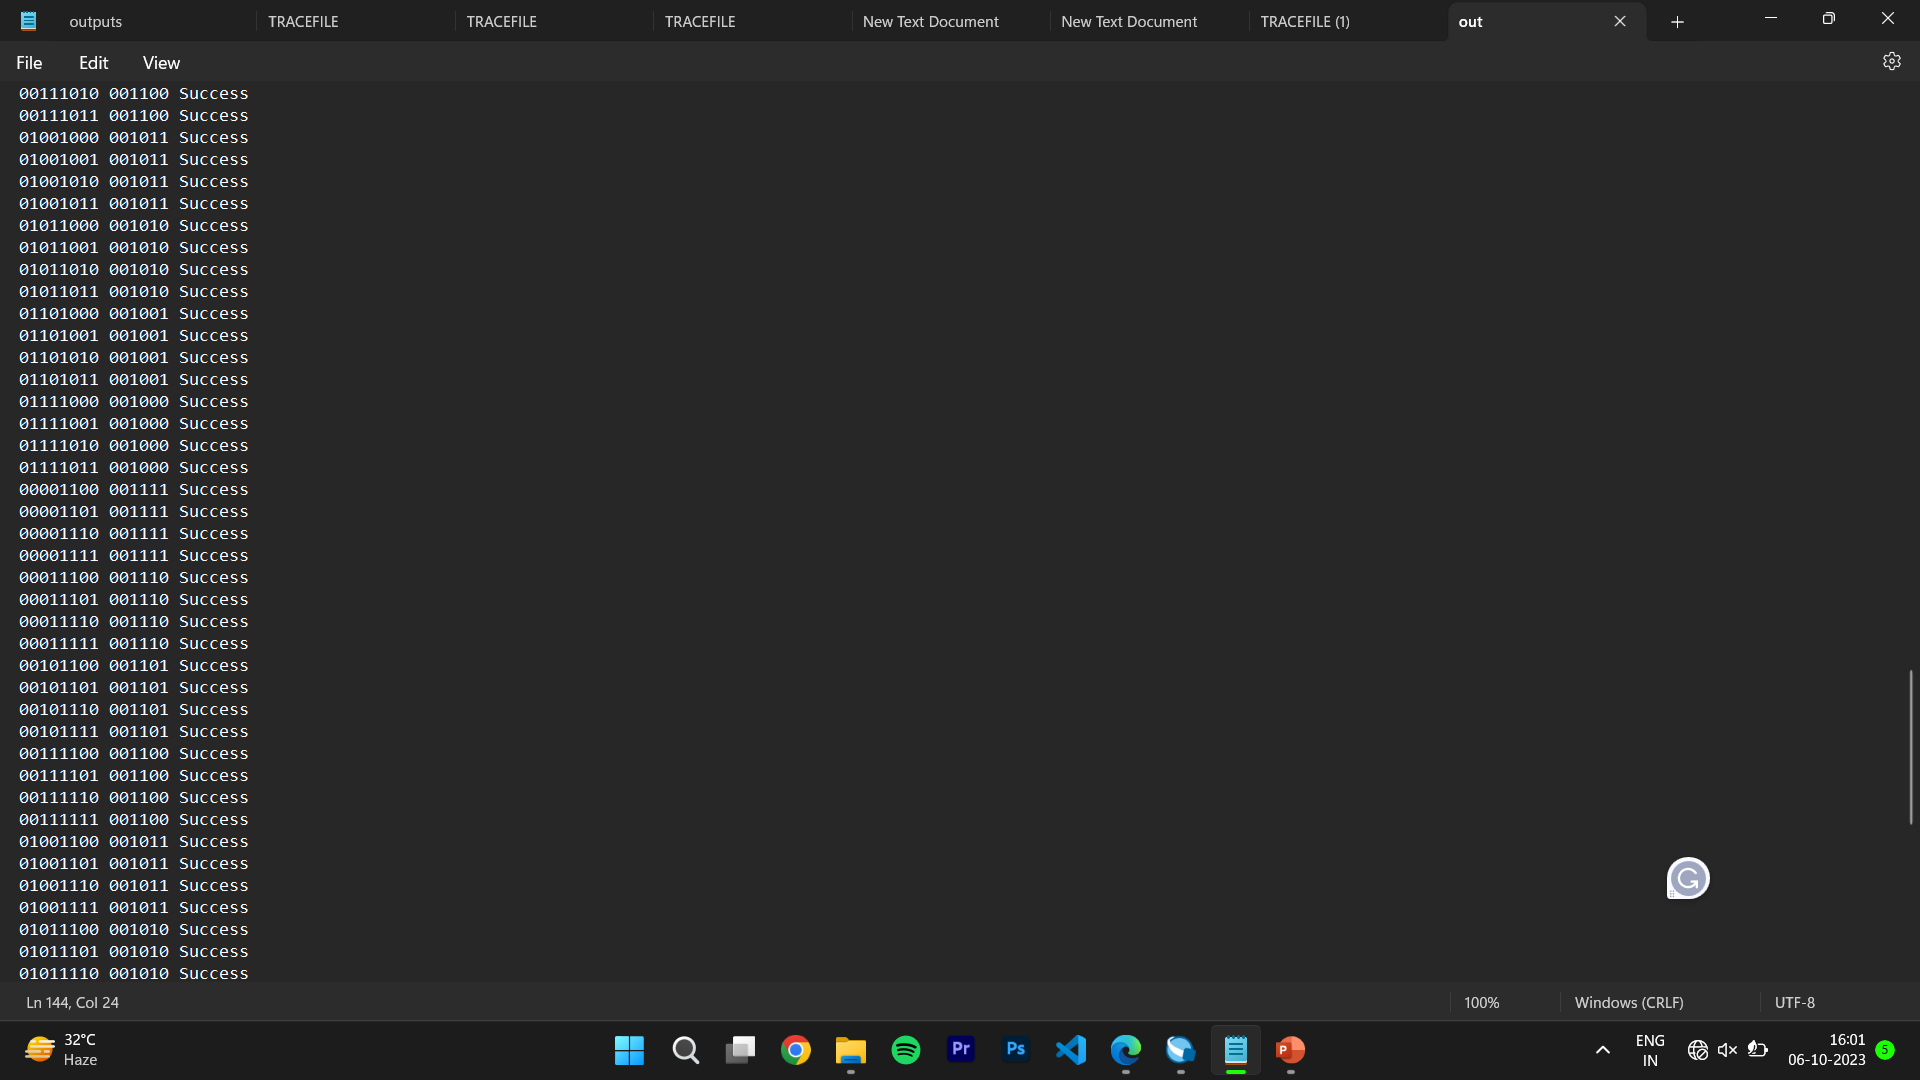 outputs
TRACEFILE
TRACEFILE
TRACEFILE
New Text Document
New Text Document
TRACEFILE (1)
out
File
Edit
View
00111010 001100 Success
00111011 001100 Success
01001000 001011 Success
01001001 001011 Success
01001010 001011 Success
01001011 001011 Success
01011000 001010 Success
01011001 001010 Success
01011010 001010 Success
01011011 001010 Success
01101000 001001 Success
01101001 001001 Success
01101010 001001 Success
01101011 001001 Success
01111000 001000 Success
01111001 001000 Success
01111010 001000 Success
01111011 001000 Success
00001100 001111 Success
00001101 001111 Success
00001110 001111 Success
00001111 001111 Success
00011100 001110 Success
00011101 001110 Success
00011110 001110 Success
00011111 001110 Success
00101100 001101 Success
00101101 001101 Success
00101110 001101 Success
00101111 001101 Success
00111100 001100 Success
00111101 001100 Success
00111110 001100 Success
00111111 001100 Success
01001100 001011 Success
01001101 001011 Success
01001110 001011 Success
01001111 001011 Success
01011100 001010 Success
01011101 001010 Success
01011110 001010 Success
Ln 144, Col 24
100%
Windows (CRLF)
UTF-8
32°C
Haze
Pr
Ps
P
ENG
IN
16:01
06-10-2023
5